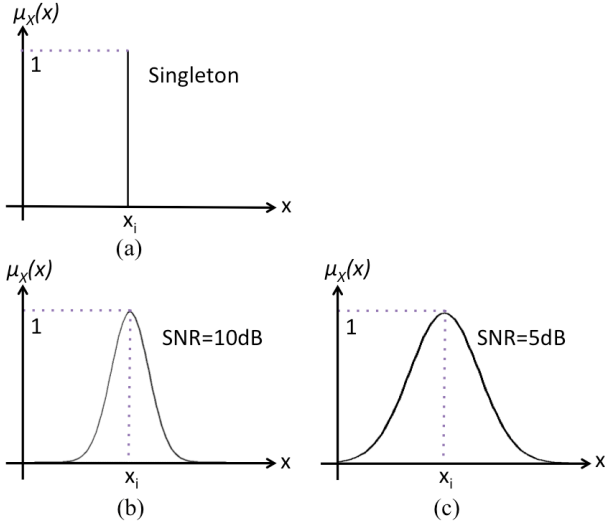 μX(x)
1
Singleton
x
xi
(a)
μX(x)
1
SNR=10dB
x
xi
(b)
μX(x)
1
SNR=5dB
x
xi
(c)